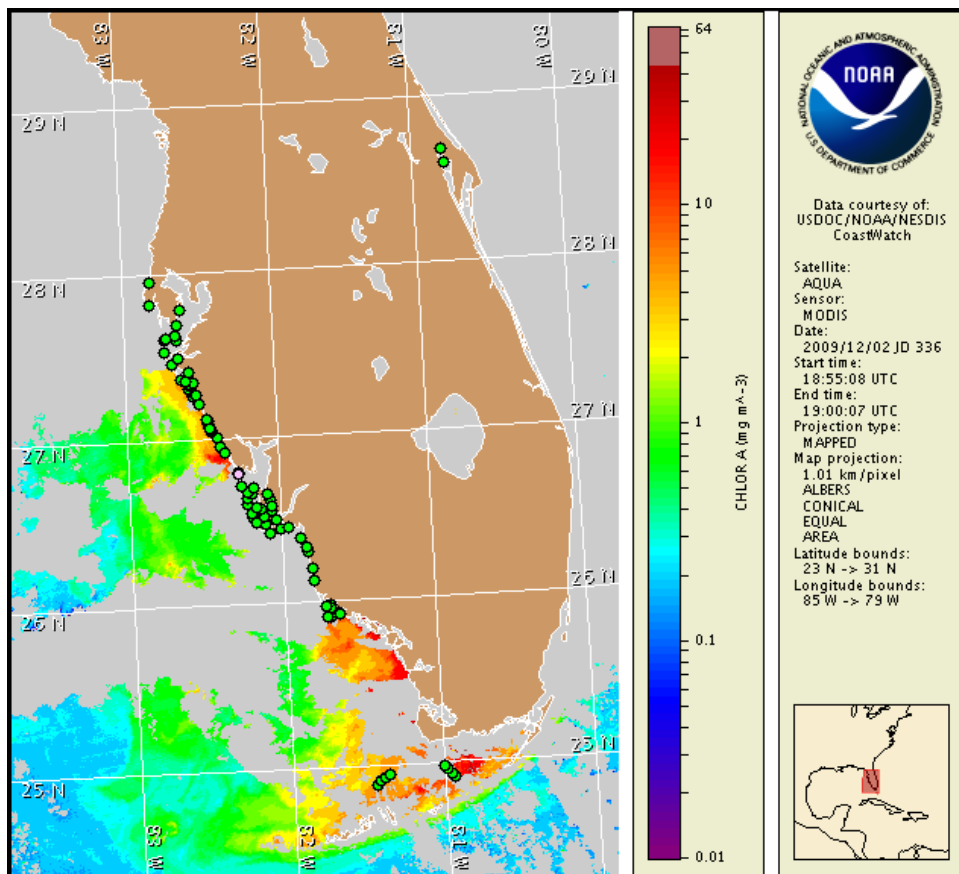 83 W
82 W
81 W
80 W
29 N
29 N
28 N
28 N
27 N
27 N
26 N
26 N
25 N
25 N
83 W
82 W
81 W
64
10
1
0.1
0.01
CHLORA (mg m^-3)
NATIONAL OCEANIC AND ATMOSPHERIC ADMINISTRATION
NOAA
U.S. DEPARTMENT OF COMMERCE
Data courtesy of:
USDOC/NOAA/NESDIS
CoastWatch
Satellite:
AQUA
Sensor:
MODIS
Date:
2009/12/02 JD 336
Start time:
18:55:08 UTC
End time:
19:00:07 UTC
Projection type:
MAPPED
Map projection:
1.01 km/pixel
ALBERS
CONICAL
EQUAL
AREA
Latitude bounds:
23 N -> 31 N
Longitude bounds:
85 W -> 79 W